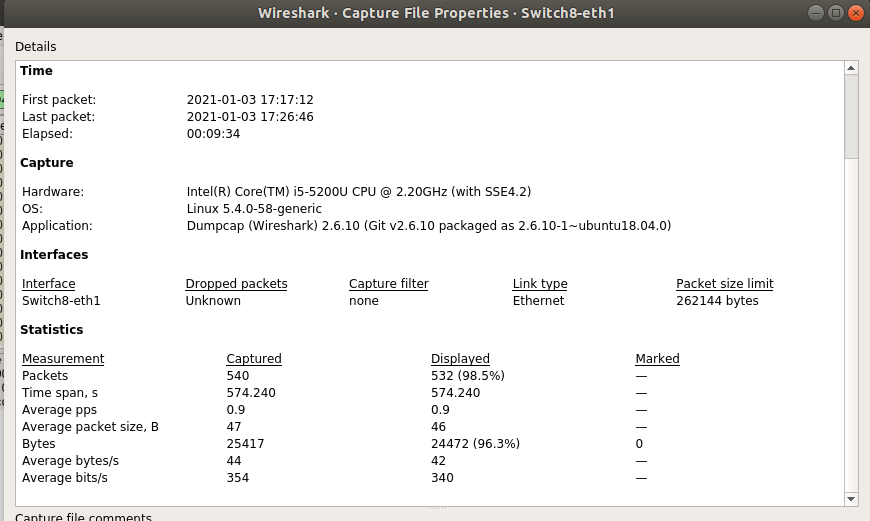 Wireshark · Capture File Properties · Switch8-eth1
Details
Time
First packet: 2021-01-03 17:17:12
Last packet: 2021-01-03 17:26:46
Elapsed: 00:09:34
Capture
Hardware: Intel(R) Core(TM) i5-5200U CPU @ 2.20GHz (with SSE4.2)
OS: Linux 5.4.0-58-generic
Application: Dumpcap (Wireshark) 2.6.10 (Git v2.6.10 packaged as 2.6.10-1~ubuntu18.04.0)
Interfaces
Interface Dropped packets Capture filter Link type Packet size limit
Switch8-eth1 Unknown none Ethernet 262144 bytes
Statistics
Measurement Captured Displayed Marked
Packets 540 532 (98.5%) —
Time span, s 574.240 574.240 —
Average pps 0.9 0.9 —
Average packet size, B 47 46 —
Bytes 25417 24472 (96.3%) 0
Average bytes/s 44 42 —
Average bits/s 354 340 —
Capture file comments